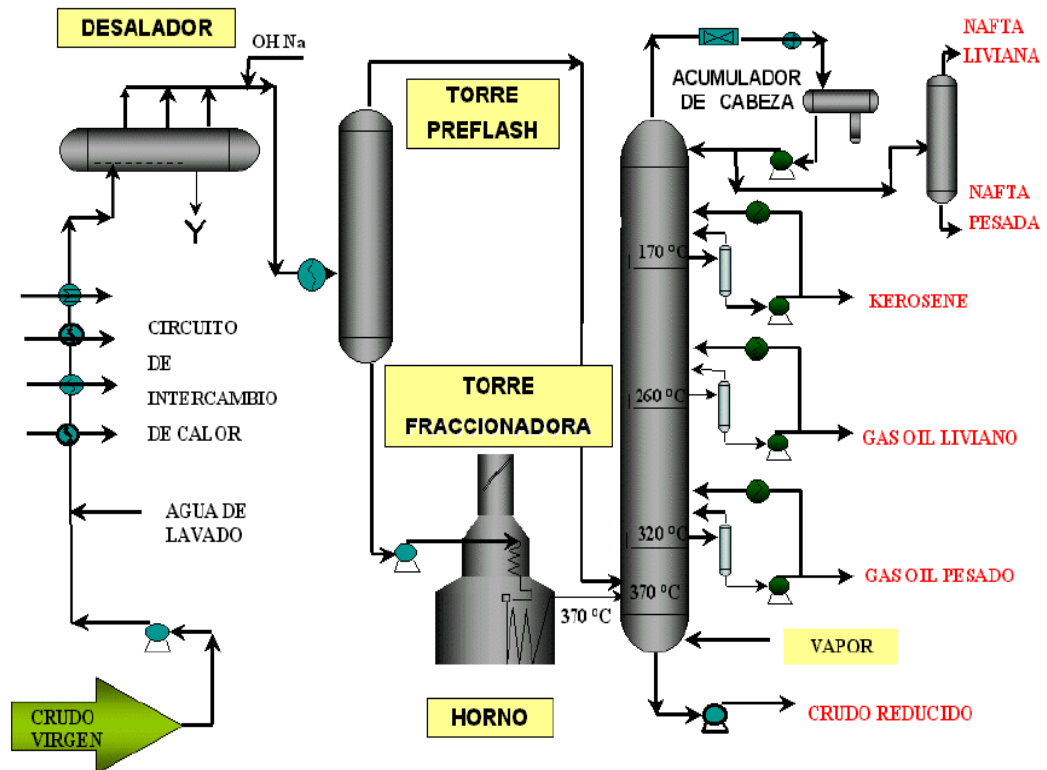 DESALADOR
OH Na
TORRE
PREFLASH
ACUMULADOR
DE CABEZA
NAFTA
LIVIANA
NAFTA
PESADA
170 °C
KEROSENE
CIRCUITO
DE
INTERCAMBIO
DE CALOR
TORRE
FRACCIONADORA
260 °C
GAS OIL LIVIANO
AGUA DE
LAVADO
320 °C
GAS OIL PESADO
370 °C
370 °C
VAPOR
CRUDO
VIRGEN
HORNO
CRUDO REDUCIDO